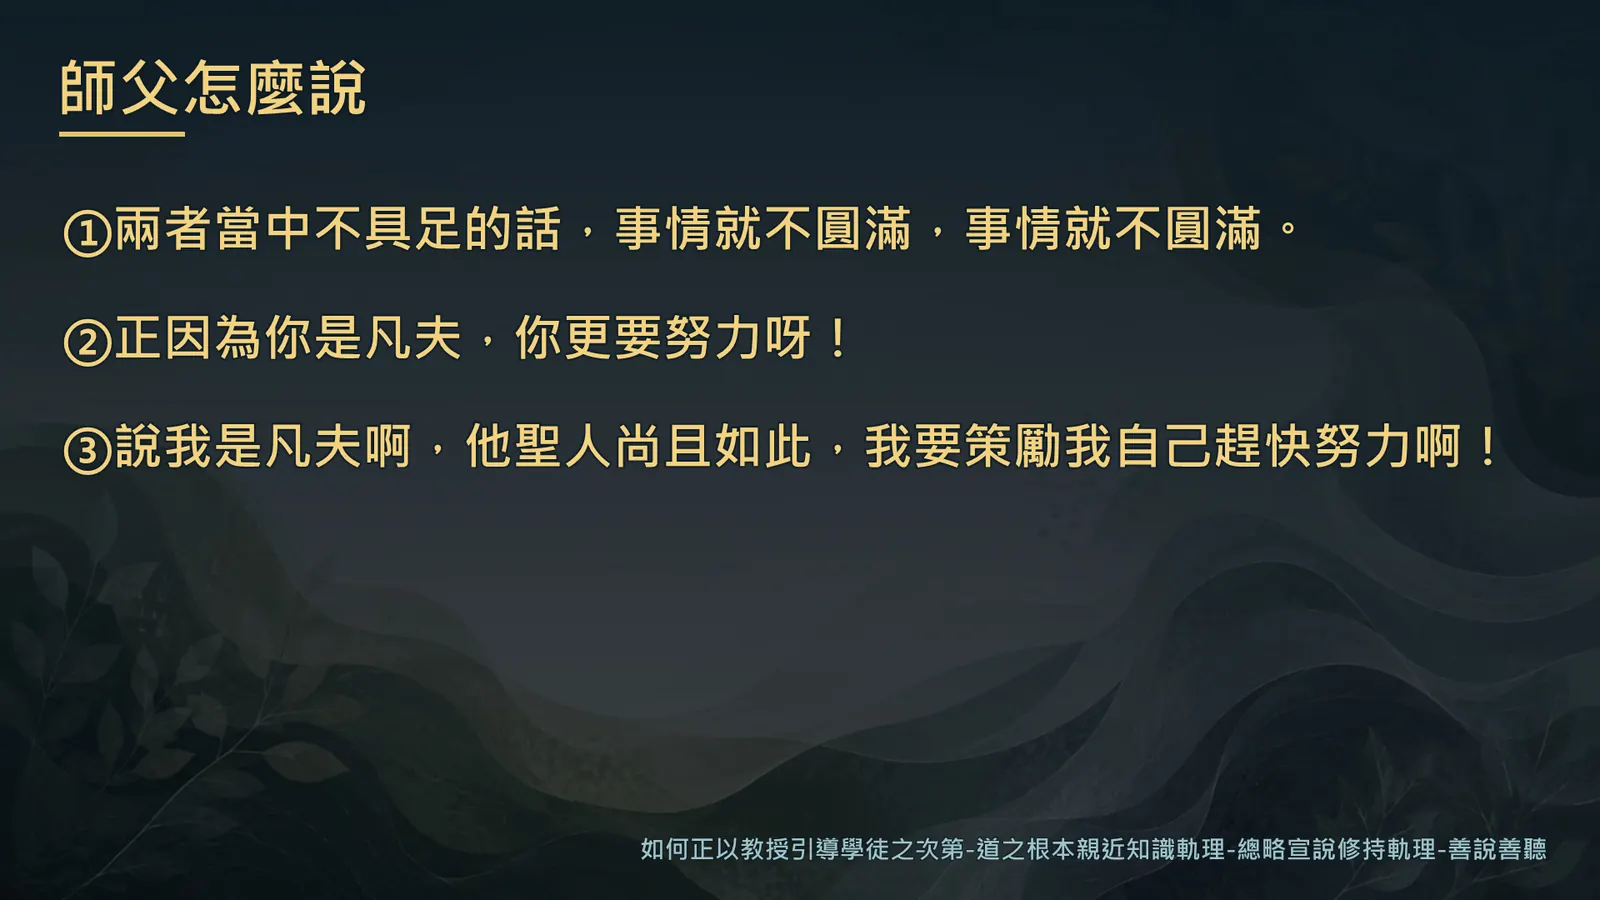 師父怎麼說
①兩者當中不具足的話，事情就不圓滿，事情就不圓滿。
②正因為你是凡夫，你更要努力呀！
③說我是凡夫啊，他聖人尚且如此，我要策勵我自己趕快努力啊！
如何正以教授引導學徒之次第-道之根本親近知識軌理-總略宣說修持軌理-善說善聽